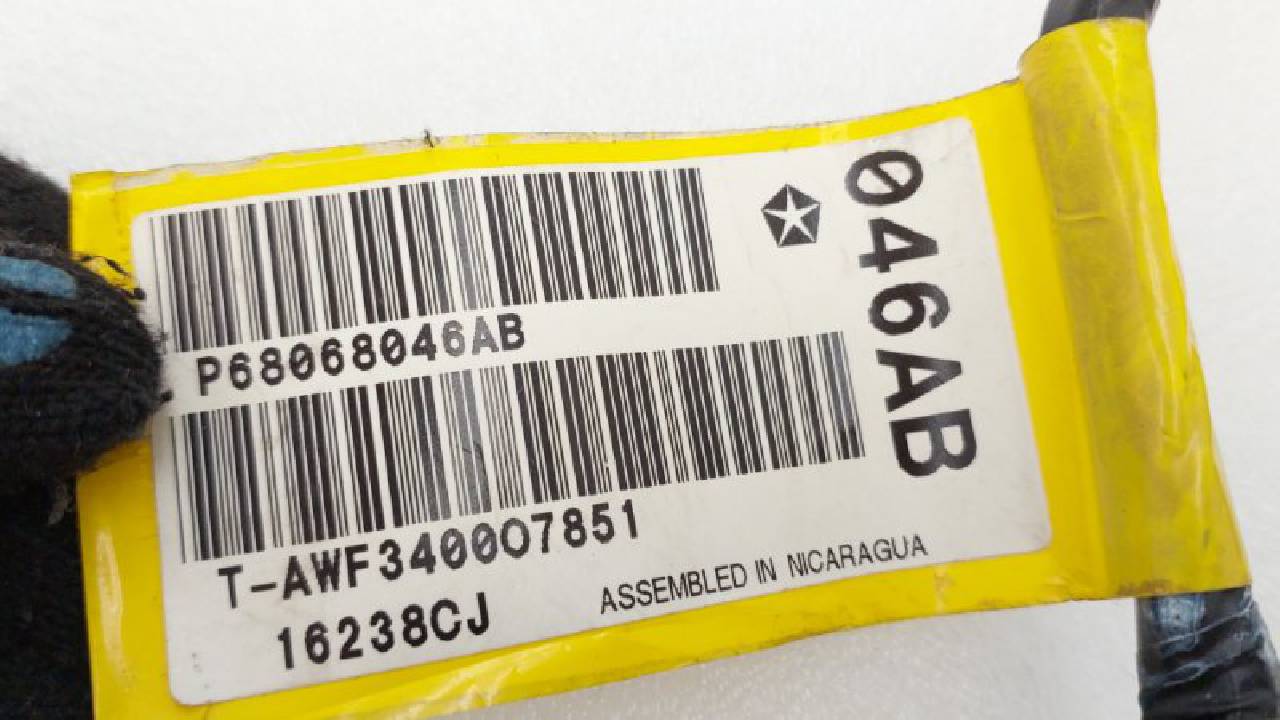 P68068046AB
T-AWF340007851
16238CJ
ASSEMBLED IN NICARAGUA
046AB